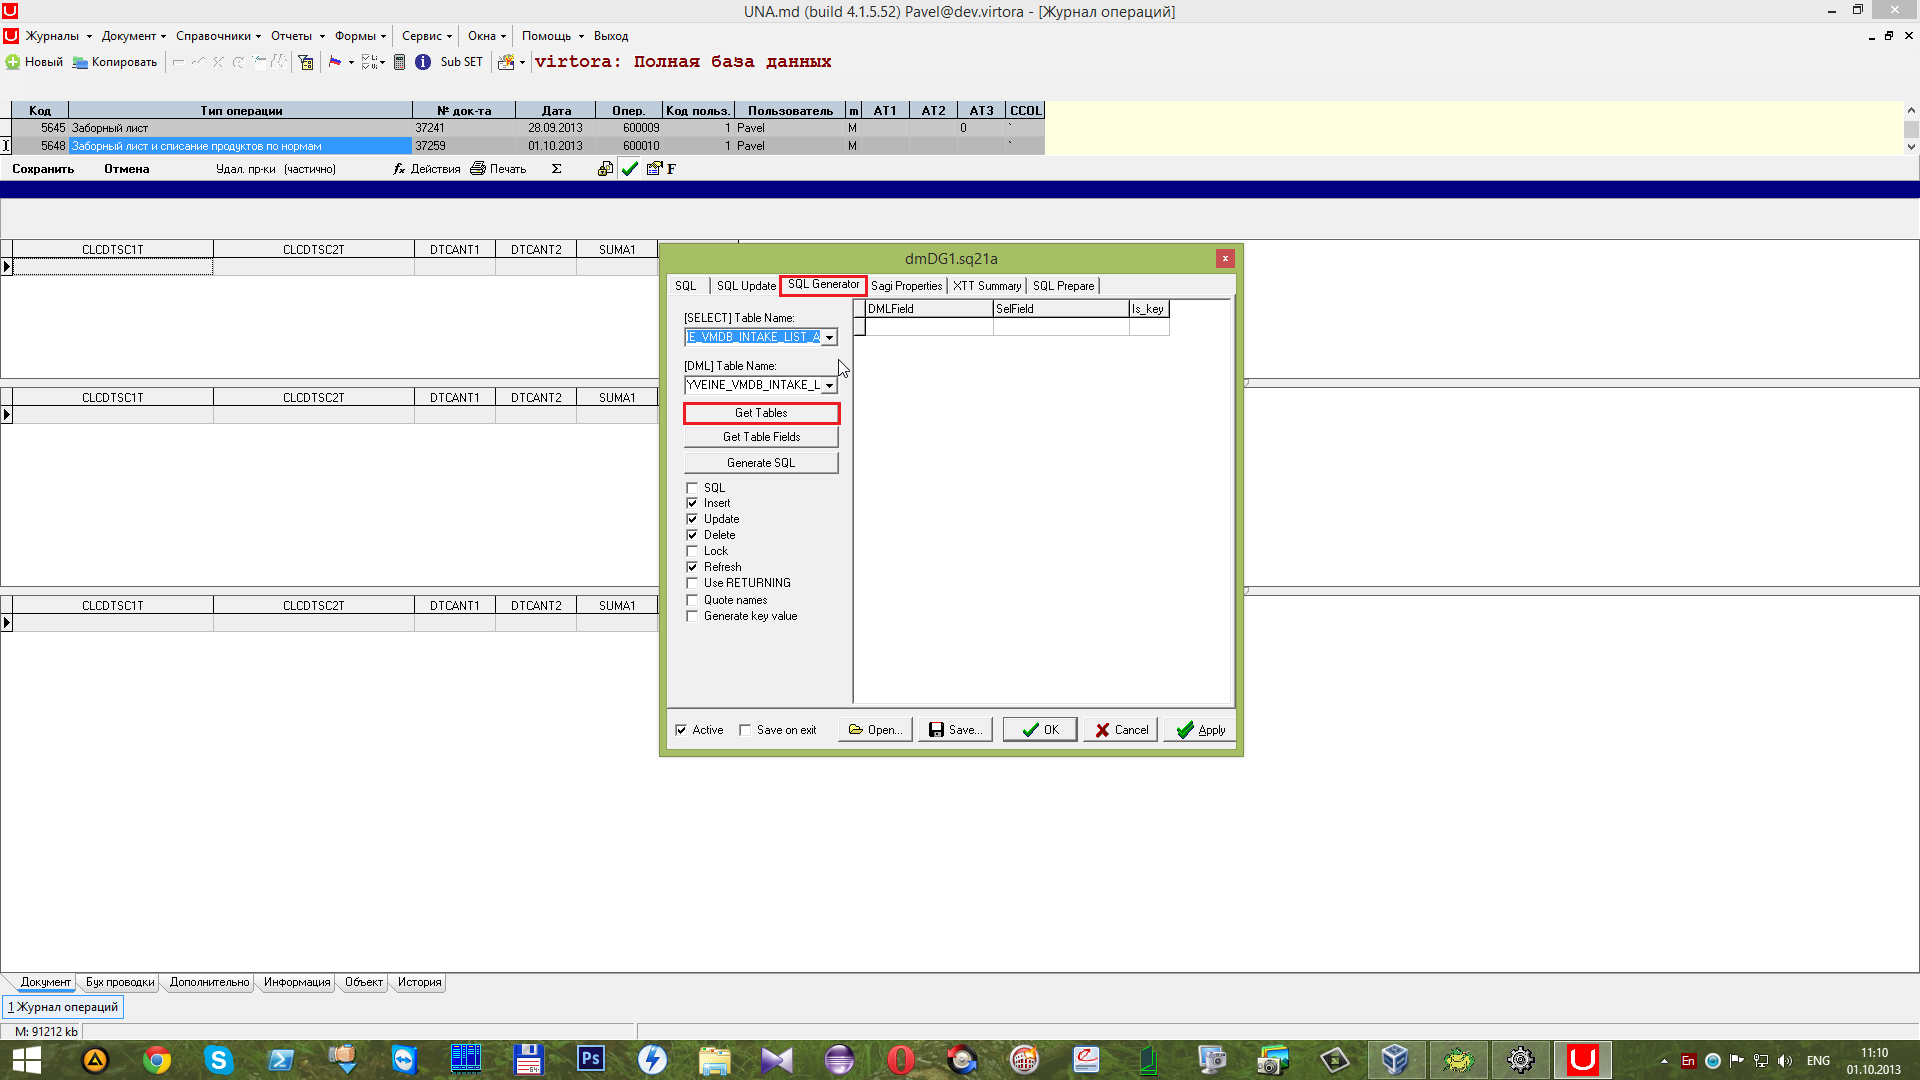 UNA.md (build 4.1.5.52) Pavel@dev.virtora - [Журнал операций]
Журналы Документ Справочники Отчеты Формы Сервис Окна Помощь Выход
Новый Копировать Sub SET virtora: Полная база данных
Код Тип операции № док-та Дата Опер. Код польз. Пользователь m AT1 AT2 AT3 CCOL
5645 Заборный лист 37241 28.09.2013 600009 1 Pavel M 0 `
5648 Заборный лист и списание продуктов по нормам 37259 01.10.2013 600010 1 Pavel M `
Сохранить Отмена Удал. пр-ки (частично) fx Действия Печать Σ F
CLCDTSC1T CLCDTSC2T DTCANT1 DTCANT2 SUMA1
CLCDTSC1T CLCDTSC2T DTCANT1 DTCANT2 SUMA1
CLCDTSC1T CLCDTSC2T DTCANT1 DTCANT2 SUMA1
dmDG1.sq21a
SQL SQL Update SQL Generator Sagi Properties XTT Summary SQL Prepare
[SELECT] Table Name:
E_VMDB_INTAKE_LIST_A
[DML] Table Name:
YVEINE_VMDB_INTAKE_L
Get Tables
Get Table Fields
Generate SQL
SQL
Insert
Update
Delete
Lock
Refresh
Use RETURNING
Quote names
Generate key value
DMLField SelField Is_key
Active Save on exit Open... Save... OK Cancel Apply
Документ Бух проводки Дополнительно Информация Объект История
1 Журнал операций
M: 91212 kb
Ps
64
En ENG
11:10
01.10.2013